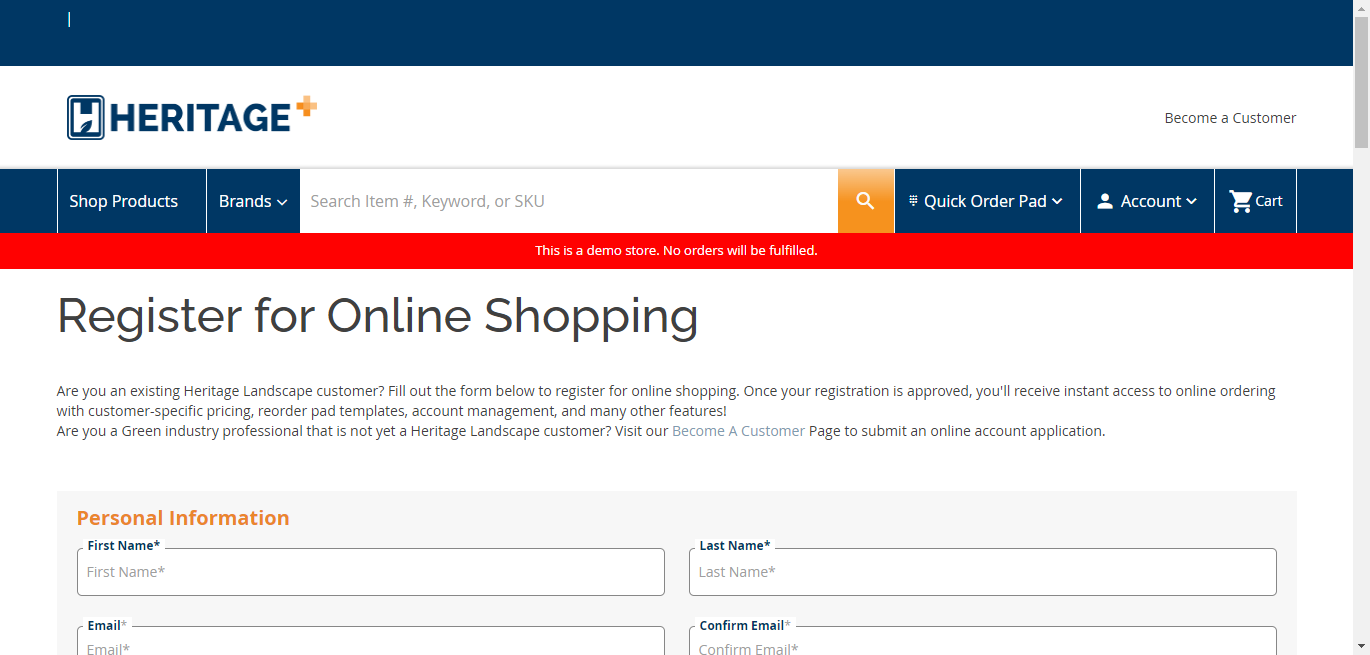 |
HERITAGE+
Become a Customer
Shop Products
Brands
Search Item #, Keyword, or SKU
Quick Order Pad
Account
Cart
This is a demo store. No orders will be fulfilled.
Register for Online Shopping
Are you an existing Heritage Landscape customer? Fill out the form below to register for online shopping. Once your registration is approved, you'll receive instant access to online ordering
with customer-specific pricing, reorder pad templates, account management, and many other features!
Are you a Green industry professional that is not yet a Heritage Landscape customer? Visit our Become A Customer Page to submit an online account application.
Personal Information
First Name*
First Name*
Last Name*
Last Name*
Email*
Email*
Confirm Email*
Confirm Email*